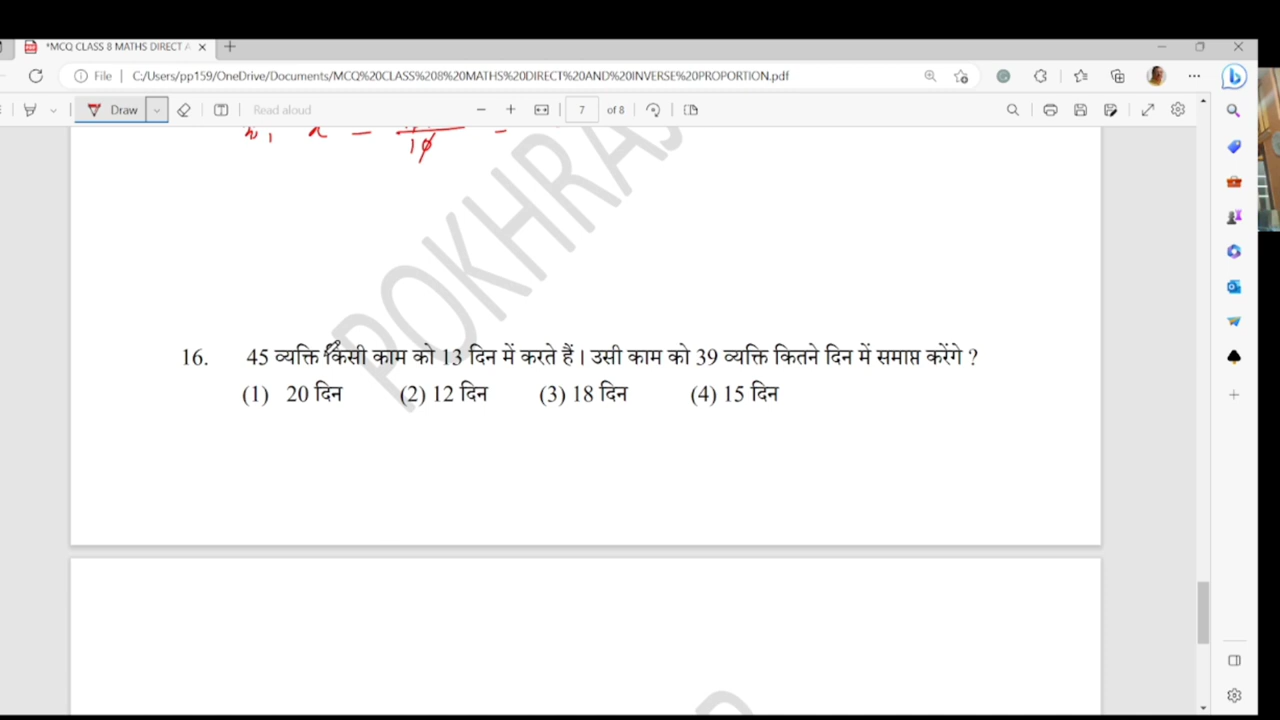 *MCQ CLASS 8 MATHS DIRECT A
File C:/Users/pp159/OneDrive/Documents/MCQ%20CLASS%208%20MATHS%20DIRECT%20AND%20INVERSE%20PROPORTION.pdf
Draw Read aloud 7 of 8
10
POKHRAJ
16. 45 व्यक्ति किसी काम को 13 दिन में करते हैं। उसी काम को 39 व्यक्ति कितने दिन में समाप्त करेंगे ?
(1) 20 दिन (2) 12 दिन (3) 18 दिन (4) 15 दिन